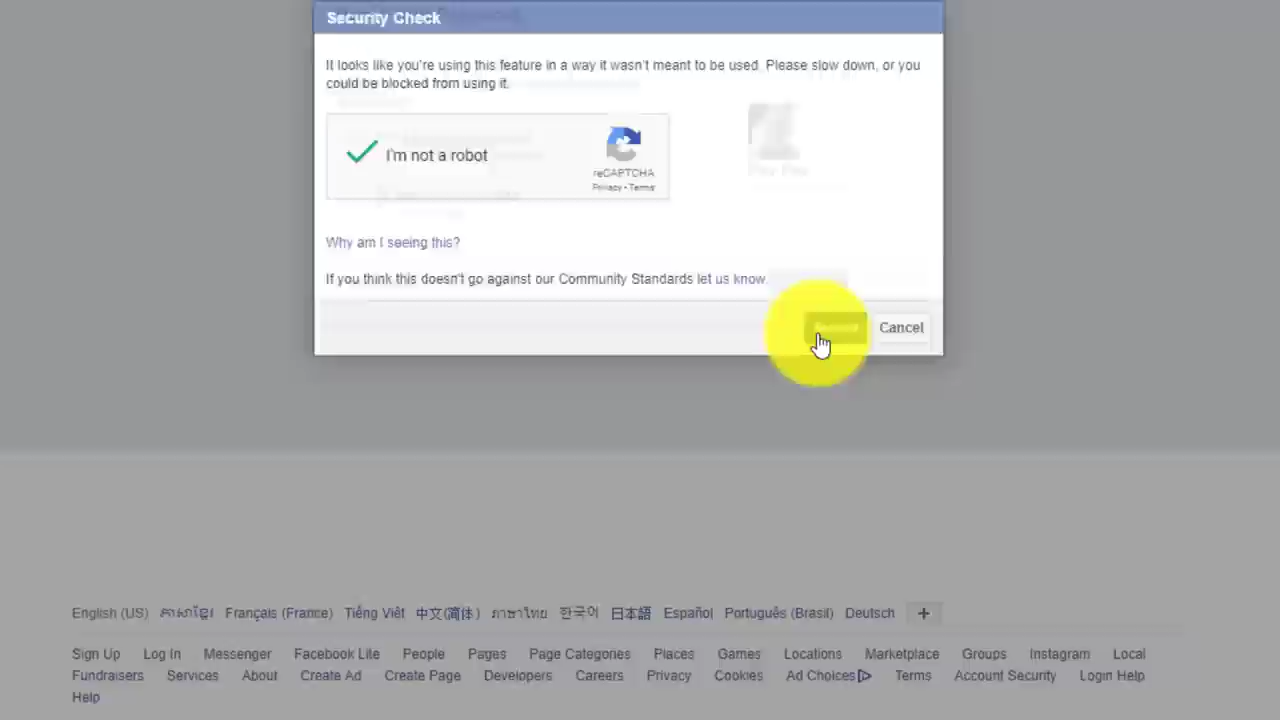 Security Check
It looks like you're using this feature in a way it wasn't meant to be used. Please slow down, or you
could be blocked from using it.
I'm not a robot
reCAPTCHA
Privacy - Terms
Why am I seeing this?
If you think this doesn't go against our Community Standards let us know.
Cancel
English (US) ភាសាខ្មែរ Français (France) Tiếng Việt 中文(简体) ภาษาไทย 한국어 日本語 Español Português (Brasil) Deutsch +
Sign Up Log In Messenger Facebook Lite People Pages Page Categories Places Games Locations Marketplace Groups Instagram Local
Fundraisers Services About Create Ad Create Page Developers Careers Privacy Cookies Ad Choices Terms Account Security Login Help
Help